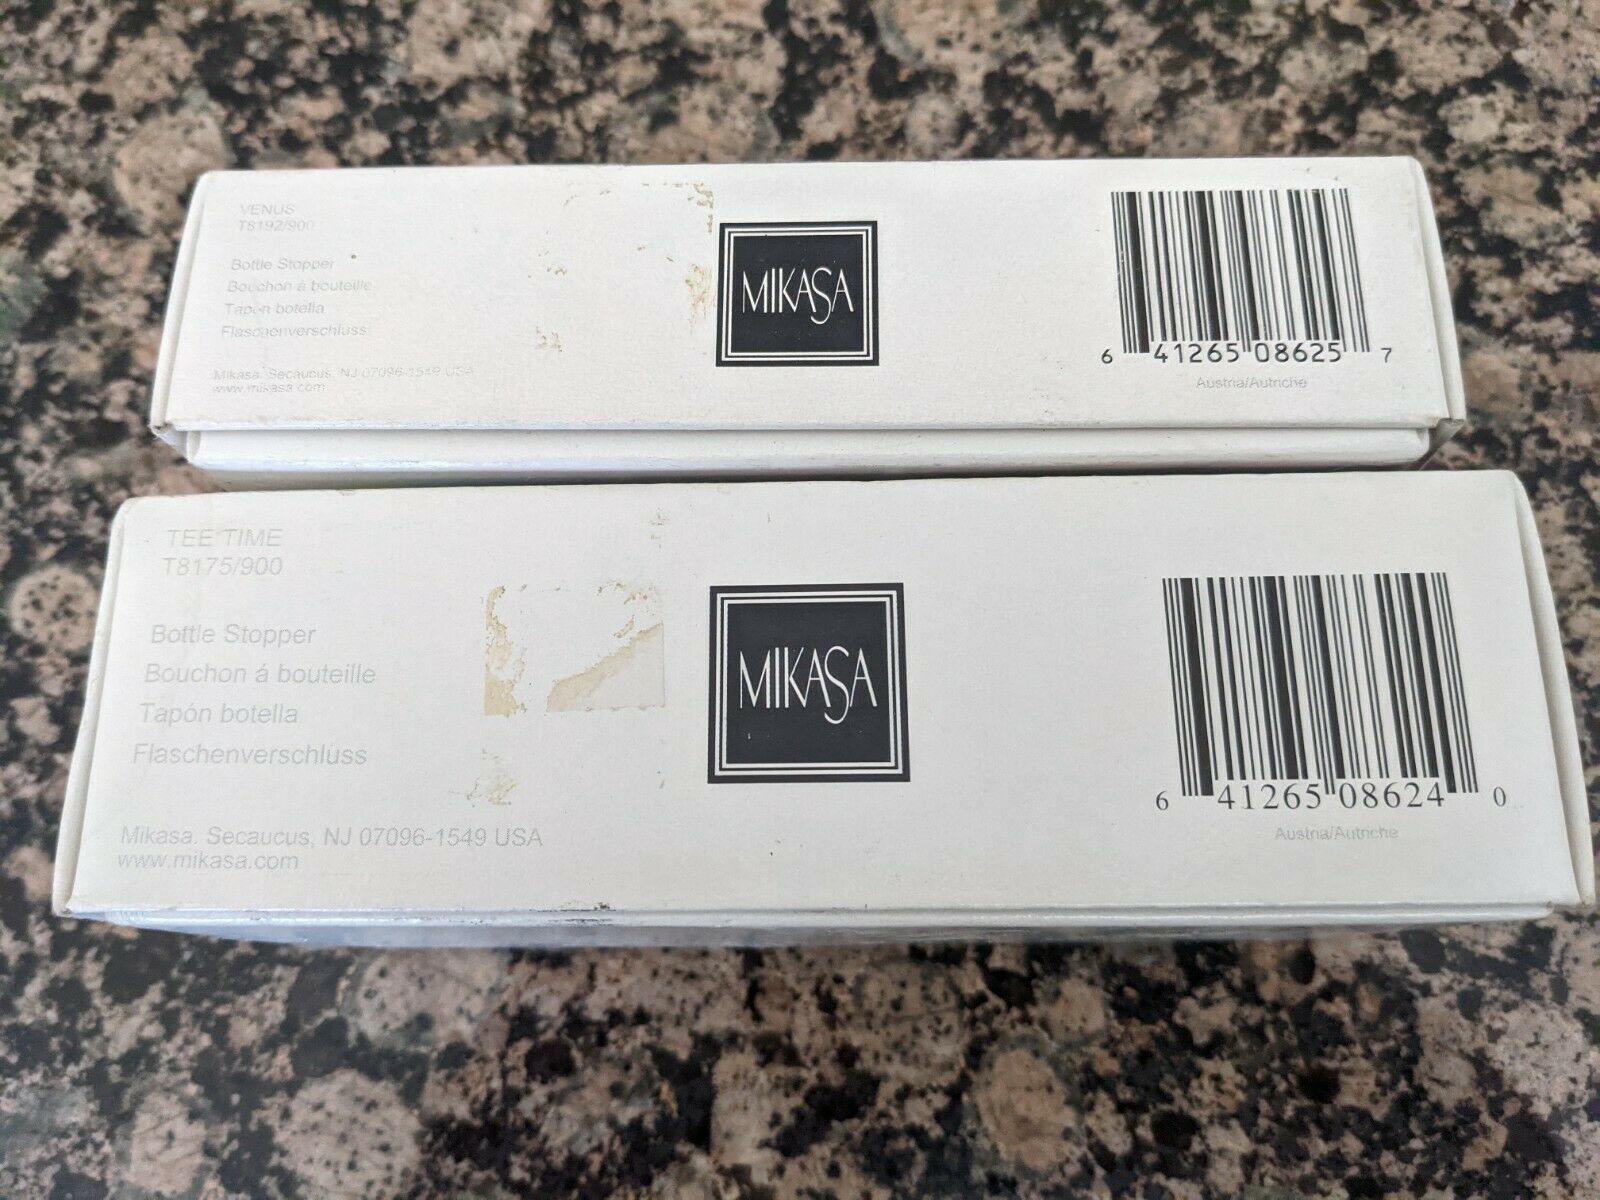 VENUS
T8192/900
Bottle Stopper
Bouchon á bouteille
Tapón botella
Flaschenverschluss
Mikasa. Secaucus, NJ 07096-1549 USA
www.mikasa.com
MIKASA
6 41265 08625 7
Austria/Autriche
TEE TIME
T8175/900
Bottle Stopper
Bouchon á bouteille
Tapón botella
Flaschenverschluss
Mikasa. Secaucus, NJ 07096-1549 USA
www.mikasa.com
MIKASA
6 41265 08624 0
Austria/Autriche